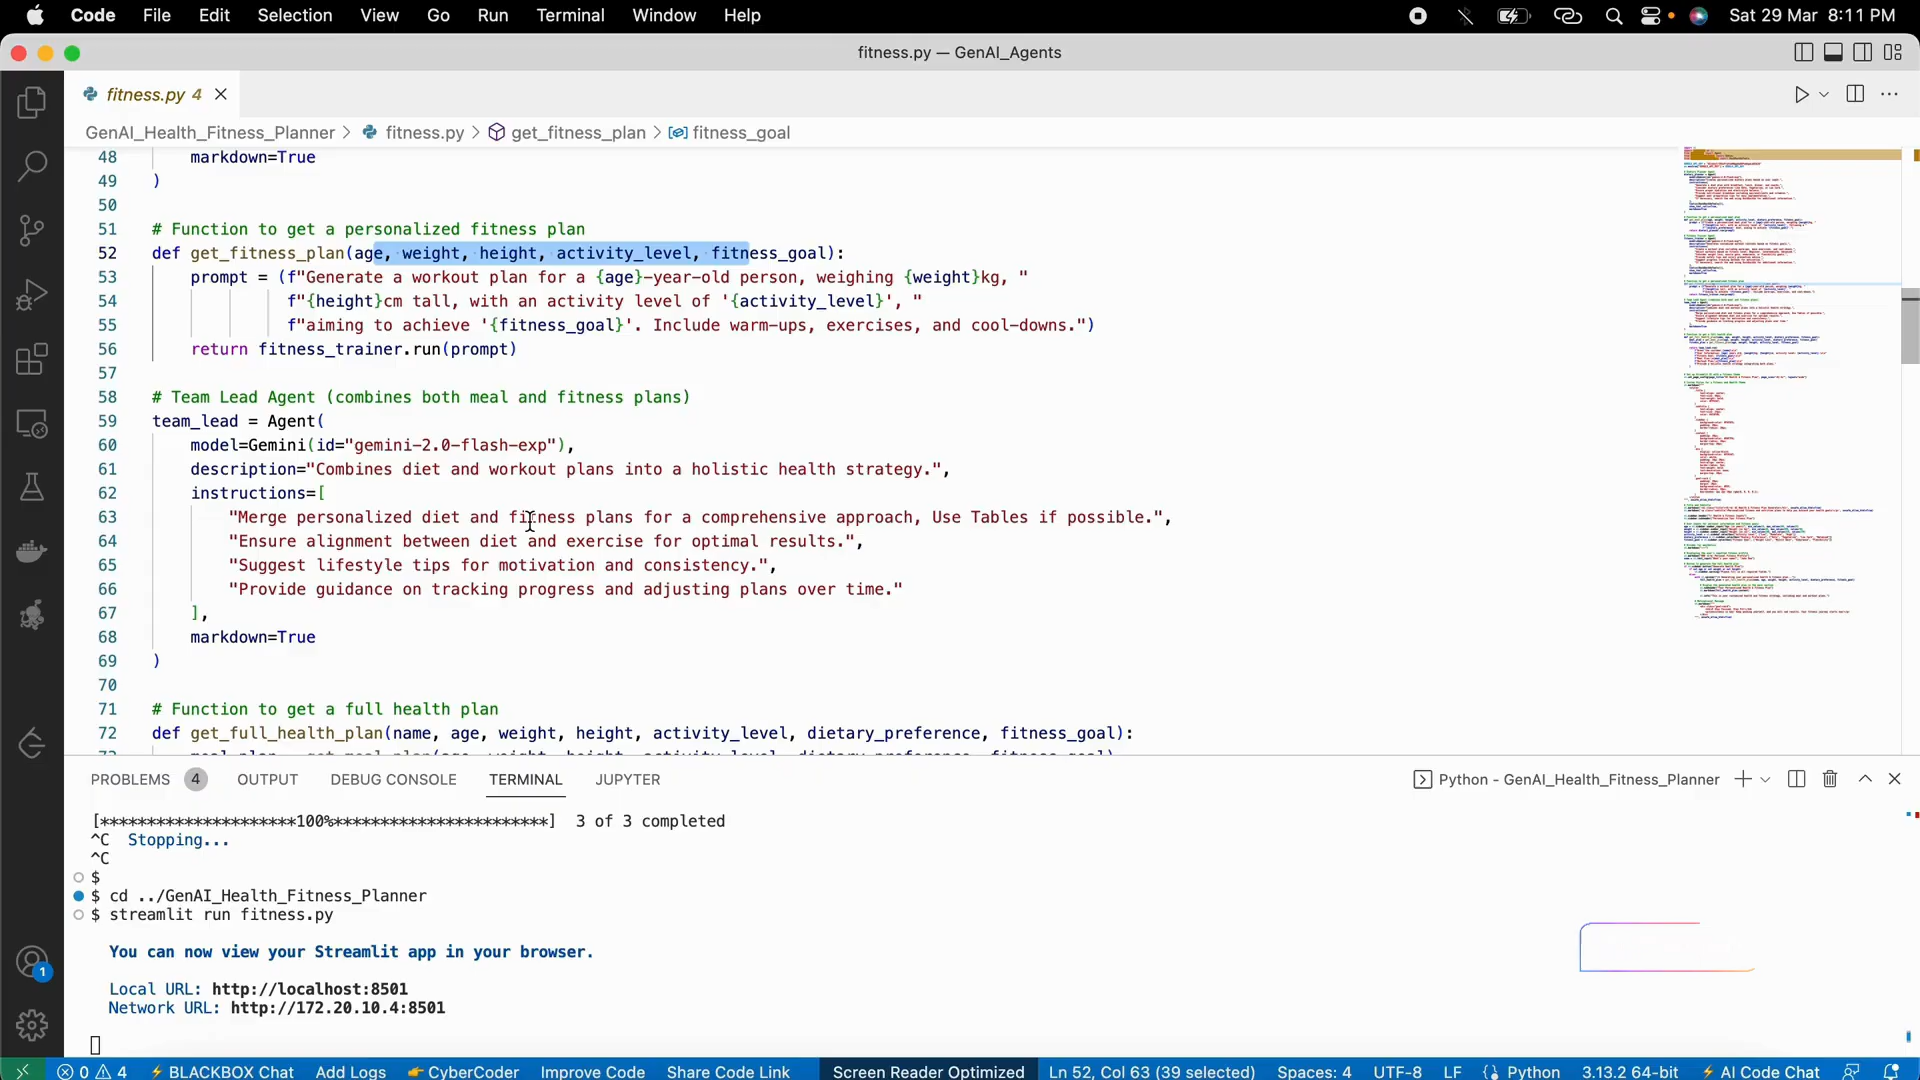 Code File Edit Selection View Go Run Terminal Window Help Sat 29 Mar 8:11 PM
fitness.py — GenAI_Agents
fitness.py 4
GenAI_Health_Fitness_Planner > fitness.py > get_fitness_plan > fitness_goal
48 markdown=True
49 )
50
51 # Function to get a personalized fitness plan
52 def get_fitness_plan(age, weight, height, activity_level, fitness_goal):
53 prompt = (f"Generate a workout plan for a {age}-year-old person, weighing {weight}kg, "
54 f"{height}cm tall, with an activity level of '{activity_level}', "
55 f"aiming to achieve '{fitness_goal}'. Include warm-ups, exercises, and cool-downs.")
56 return fitness_trainer.run(prompt)
57
58 # Team Lead Agent (combines both meal and fitness plans)
59 team_lead = Agent(
60 model=Gemini(id="gemini-2.0-flash-exp"),
61 description="Combines diet and workout plans into a holistic health strategy.",
62 instructions=[
63 "Merge personalized diet and fitness plans for a comprehensive approach, Use Tables if possible.",
64 "Ensure alignment between diet and exercise for optimal results.",
65 "Suggest lifestyle tips for motivation and consistency.",
66 "Provide guidance on tracking progress and adjusting plans over time."
67 ],
68 markdown=True
69 )
70
71 # Function to get a full health plan
72 def get_full_health_plan(name, age, weight, height, activity_level, dietary_preference, fitness_goal):
PROBLEMS 4 OUTPUT DEBUG CONSOLE TERMINAL JUPYTER Python - GenAI_Health_Fitness_Planner
[**********************100%***********************] 3 of 3 completed
^C Stopping...
^C
$
$ cd ../GenAI_Health_Fitness_Planner
$ streamlit run fitness.py
You can now view your Streamlit app in your browser.
Local URL: http://localhost:8501
Network URL: http://172.20.10.4:8501
1
0 4 BLACKBOX Chat Add Logs CyberCoder Improve Code Share Code Link Screen Reader Optimized Ln 52, Col 63 (39 selected) Spaces: 4 UTF-8 LF Python 3.13.2 64-bit AI Code Chat